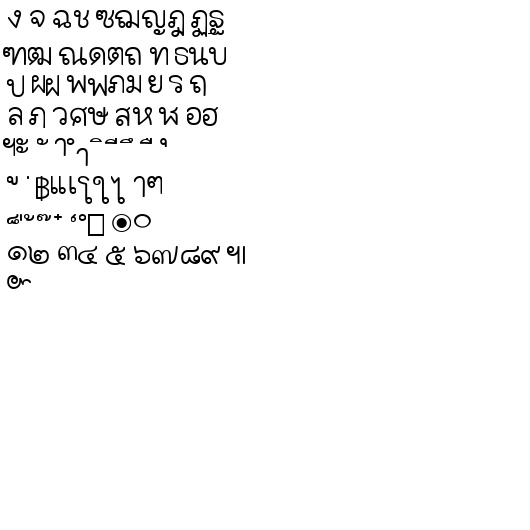 ง จ ฉช ซฌญฎ ฏฐ
ฑฒ ณดตถ ทธนบ
ป ผฝ พฟภม ย ร ฤ
ล ฦ วศษ สห ฬ อฮ
ฯะ ั า ำ ิ ี ึ ื ุ
ู ฺ ฿แเโใไ ๅๆ
็ ่ ้ ๊ ๋ ์ ํ □ ๏๐
๑๒ ๓๔ ๕ ๖๗๘๙ ๚
๛